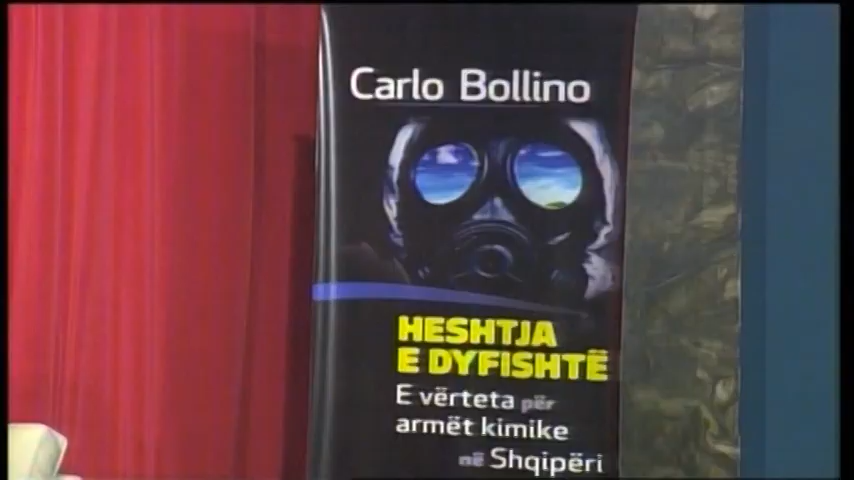 Carlo Bollino
HESHTJA
E DYFISHTË
E vërteta për
armët kimike
në Shqipëri